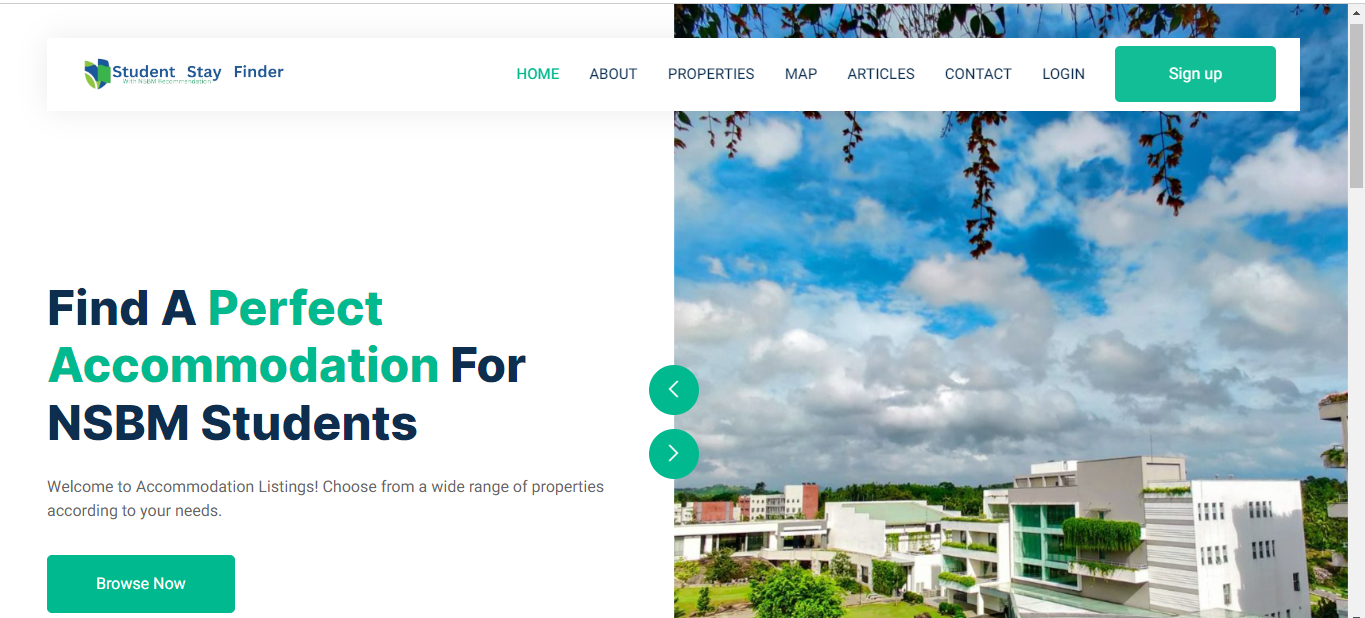 Student Stay Finder
With NSBM Recommendation
HOME ABOUT PROPERTIES MAP ARTICLES CONTACT LOGIN Sign up
Find A Perfect
Accommodation For
NSBM Students
Welcome to Accommodation Listings! Choose from a wide range of properties
according to your needs.
Browse Now